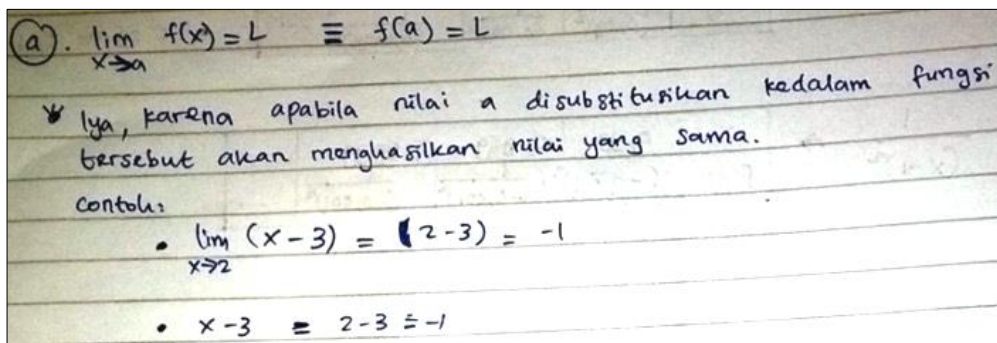 (a). lim x→a f(x) = L ≡ f(a) = L
* Iya, karena apabila nilai a disubstitusikan kedalam fungsi
tersebut akan menghasilkan nilai yang sama.
contoh:
• lim x→2 (x-3) = (2-3) = -1
• x-3 = 2-3 = -1